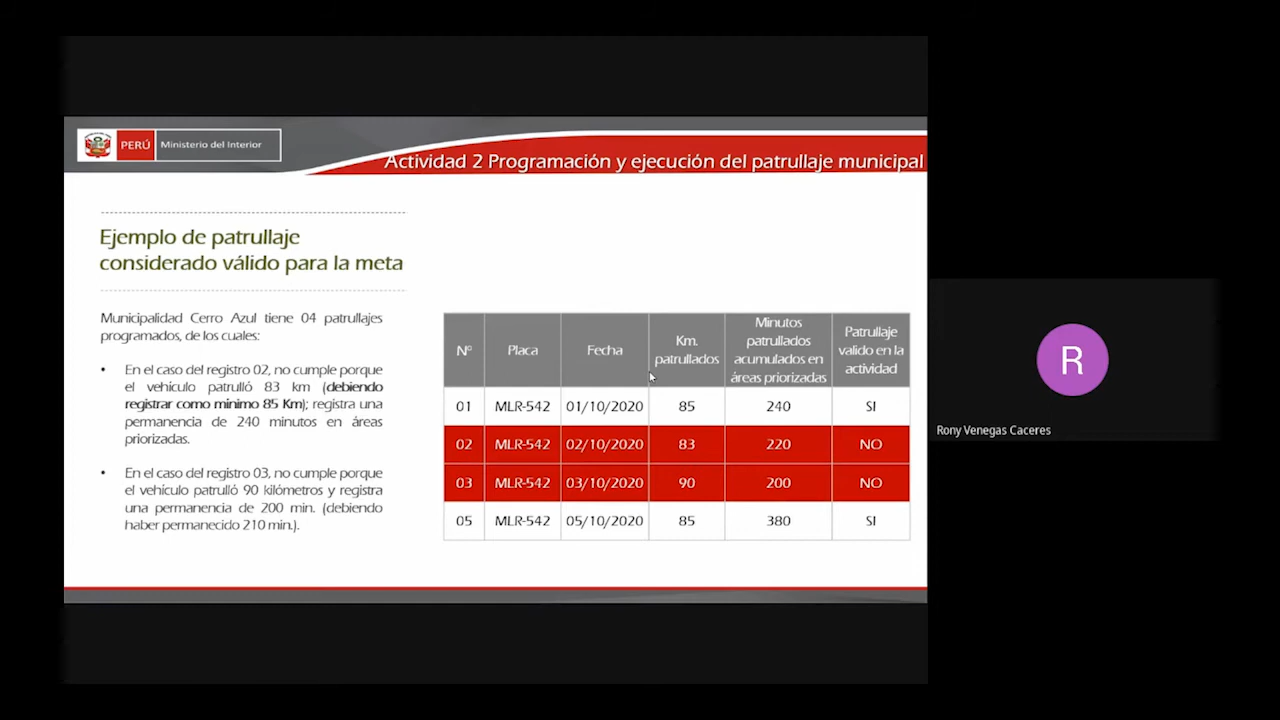 PERÚ Ministerio del Interior
Actividad 2 Programación y ejecución del patrullaje municipal
Ejemplo de patrullaje
considerado válido para la meta
Municipalidad Cerro Azul tiene 04 patrullajes
programados, de los cuales:
• En el caso del registro 02, no cumple porque
el vehículo patrulló 83 km (debiendo
registrar como mínimo 85 Km); registra una
permanencia de 240 minutos en áreas
priorizadas.
• En el caso del registro 03, no cumple porque
el vehículo patrulló 90 kilómetros y registra
una permanencia de 200 min. (debiendo
haber permanecido 210 min.).
Nº Placa Fecha Km. patrullados Minutos patrullados acumulados en áreas priorizadas Patrullaje valido en la actividad
01 MLR-542 01/10/2020 85 240 SI
02 MLR-542 02/10/2020 83 220 NO
03 MLR-542 03/10/2020 90 200 NO
05 MLR-542 05/10/2020 85 380 SI
R
Rony Venegas Caceres